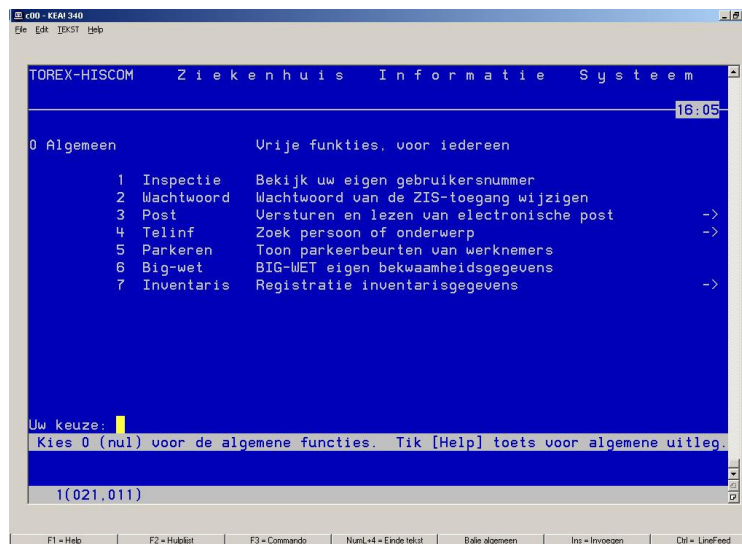 c00 - KEA! 340
File Edit TEKST Help
TOREX-HISCOM Ziekenhuis Informatie Systeem
16:05
0 Algemeen Vrije funkties, voor iedereen
1 Inspectie Bekijk uw eigen gebruikersnummer
2 Wachtwoord Wachtwoord van de ZIS-toegang wijzigen
3 Post Versturen en lezen van electronische post ->
4 Telinf Zoek persoon of onderwerp ->
5 Parkeren Toon parkeerbeurten van werknemers
6 Big-wet BIG-WET eigen bekwaamheidsgegevens
7 Inventaris Registratie inventarisgegevens ->
Uw keuze:
Kies 0 (nul) voor de algemene functies. Tik [Help] toets voor algemene uitleg.
1(021,011)
F1 = Help F2 = Hulplist F3 = Commando NumL+4 = Einde tekst Balie algemeen Ins = Invoegen Ctrl = LineFeed